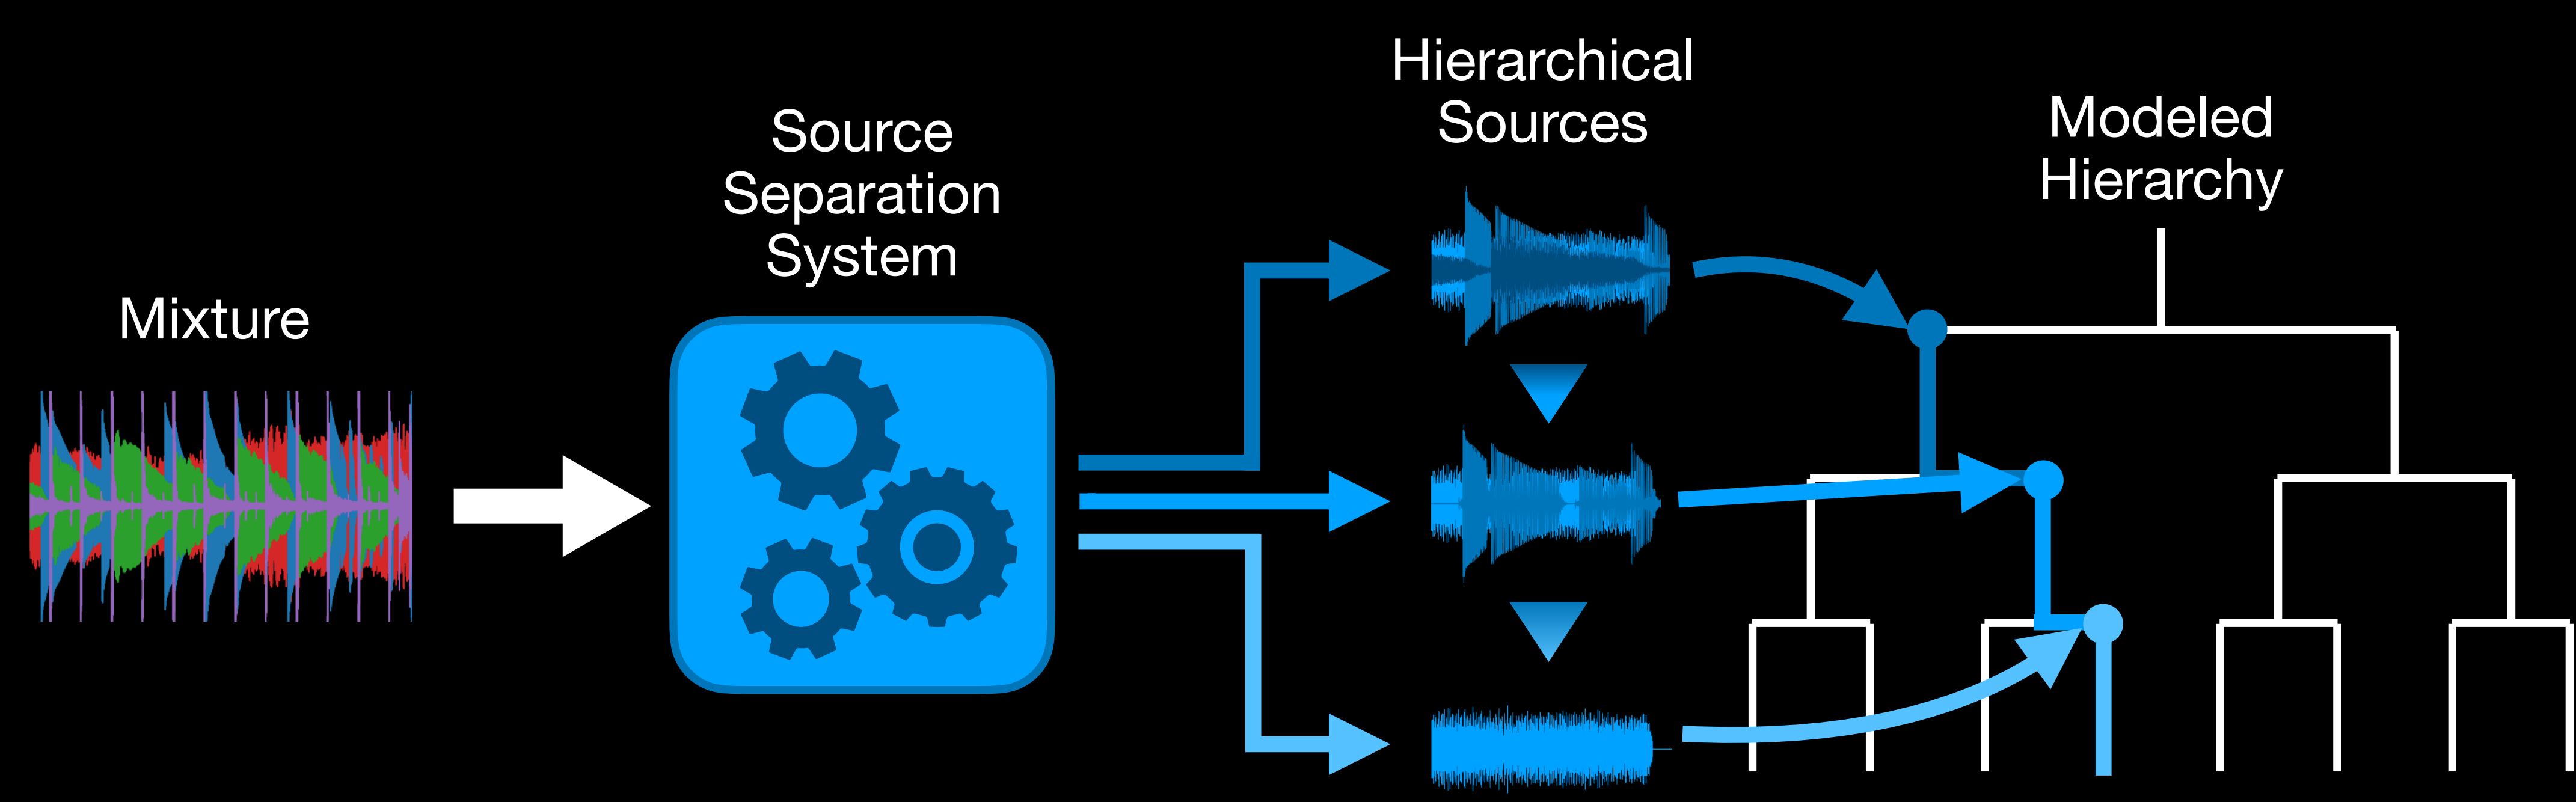 Mixture
Source
Separation
System
Hierarchical
Sources
Modeled
Hierarchy